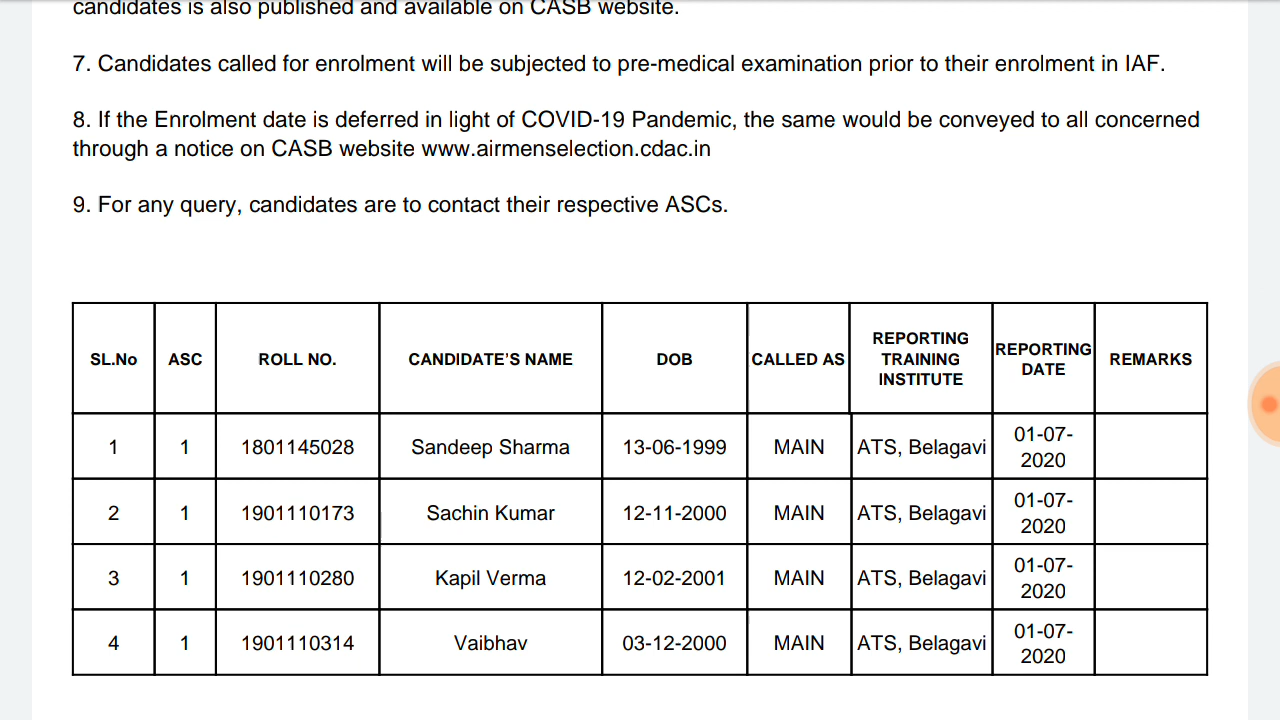 candidates is also published and available on CASB website.
7. Candidates called for enrolment will be subjected to pre-medical examination prior to their enrolment in IAF.
8. If the Enrolment date is deferred in light of COVID-19 Pandemic, the same would be conveyed to all concerned
through a notice on CASB website www.airmenselection.cdac.in
9. For any query, candidates are to contact their respective ASCs.
SL.No ASC ROLL NO. CANDIDATE'S NAME DOB CALLED AS REPORTING TRAINING INSTITUTE REPORTING DATE REMARKS
1 1 1801145028 Sandeep Sharma 13-06-1999 MAIN ATS, Belagavi 01-07-2020
2 1 1901110173 Sachin Kumar 12-11-2000 MAIN ATS, Belagavi 01-07-2020
3 1 1901110280 Kapil Verma 12-02-2001 MAIN ATS, Belagavi 01-07-2020
4 1 1901110314 Vaibhav 03-12-2000 MAIN ATS, Belagavi 01-07-2020